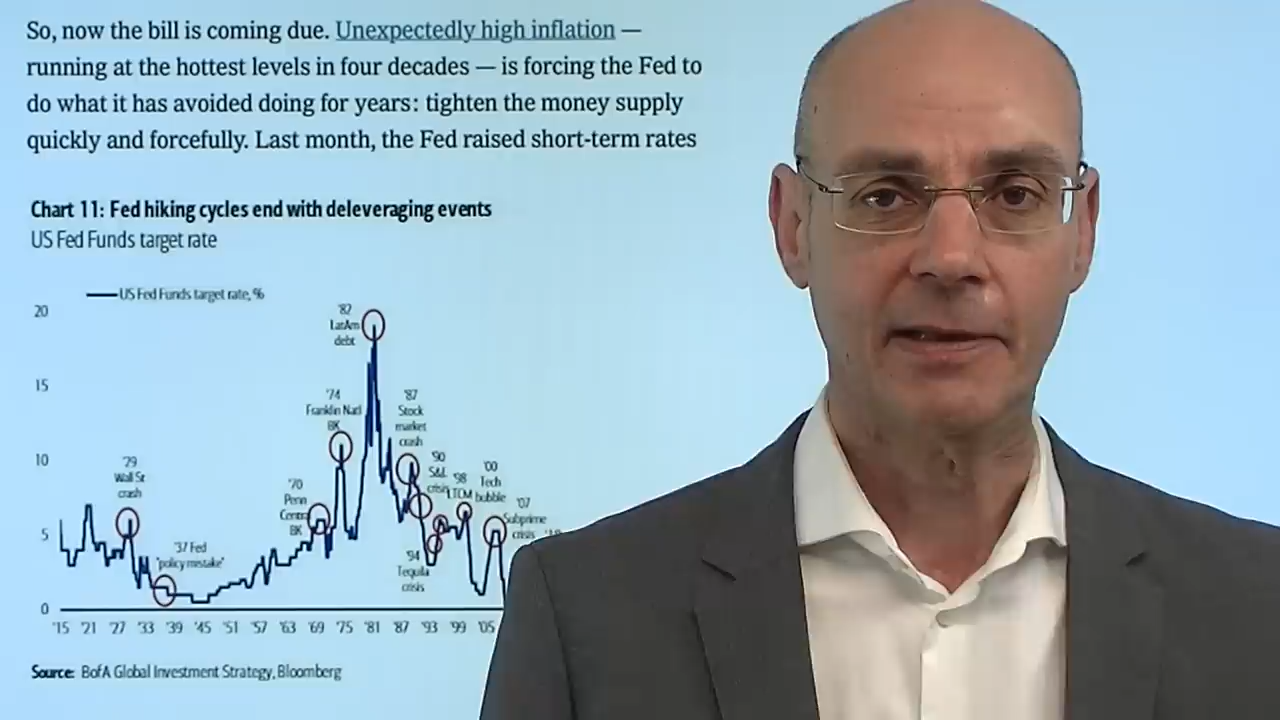 So, now the bill is coming due. Unexpectedly high inflation —
running at the hottest levels in four decades — is forcing the Fed to
do what it has avoided doing for years: tighten the money supply
quickly and forcefully. Last month, the Fed raised short-term rates
Chart 11: Fed hiking cycles end with deleveraging events
US Fed Funds target rate
US Fed Funds target rate, %
20
15
10
5
0
'29
Wall St
crash
'37 Fed
"policy mistake"
'70
Penn
Central
BK
'74
Franklin Natl
BK
'82
LatAm
debt
'87
Stock
market
crash
'90
S&L
crisis
'94
Tequila
crisis
'98
LTCM
'00
Tech
bubble
'07
Subprime
crisis
'15 '21 '27 '33 '39 '45 '51 '57 '63 '69 '75 '81 '87 '93 '99 '05
Source: BofA Global Investment Strategy, Bloomberg